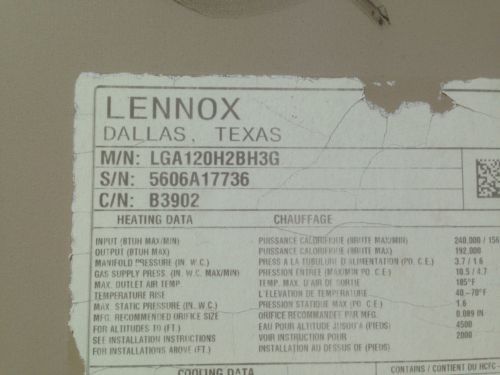 LENNOX
DALLAS, TEXAS
M/N: LGA120H2BH3G
S/N: 5606A17736
C/N: B3902
HEATING DATA CHAUFFAGE
INPUT (BTUH MAX/MIN) PUISSANCE CALORIFIQUE (BRUTE MAX/MIN) 240,000 / 156
OUTPUT (BTUH MAX) PUISSANCE CALORIFIQUE (BRUTE MAX) 192,000
MANIFOLD PRESSURE (IN. W.C.) PRESS A LA TUBULURE D'ALIMENTATION (PO. C.E.) 3.7 / 1.6
GAS SUPPLY PRESS. (IN. W.C. MAX/MIN) PRESSION ENTREE (MAX/MIN PO. C.E.) 10.5 / 4.7
MAX. OUTLET AIR TEMP TEMP. MAX. D'AIR DE SORTIE 185°F
TEMPERATURE RISE L'ELEVATION DE TEMPERATURE 40-70°F
MAX. STATIC PRESSURE (IN. W.C.) PRESSION STATIQUE MAX (PO. C.E.) 1.6
MFG. RECOMMENDED ORIFICE SIZE ORIFICE RECOMMANDEE PAR MFG. 0.089 IN
FOR ALTITUDES TO (FT.) EAU POUR ALTITUDE JUSQU'A (PIEDS) 4500
SEE INSTALLATION INSTRUCTIONS VOIR INSTRUCTION POUR 2000
FOR INSTALLATIONS ABOVE (FT.) INSTALLATION AU DESSUS DE (PIEDS)
COOLING DATA CONTAINS / CONTIENT DU HCFC